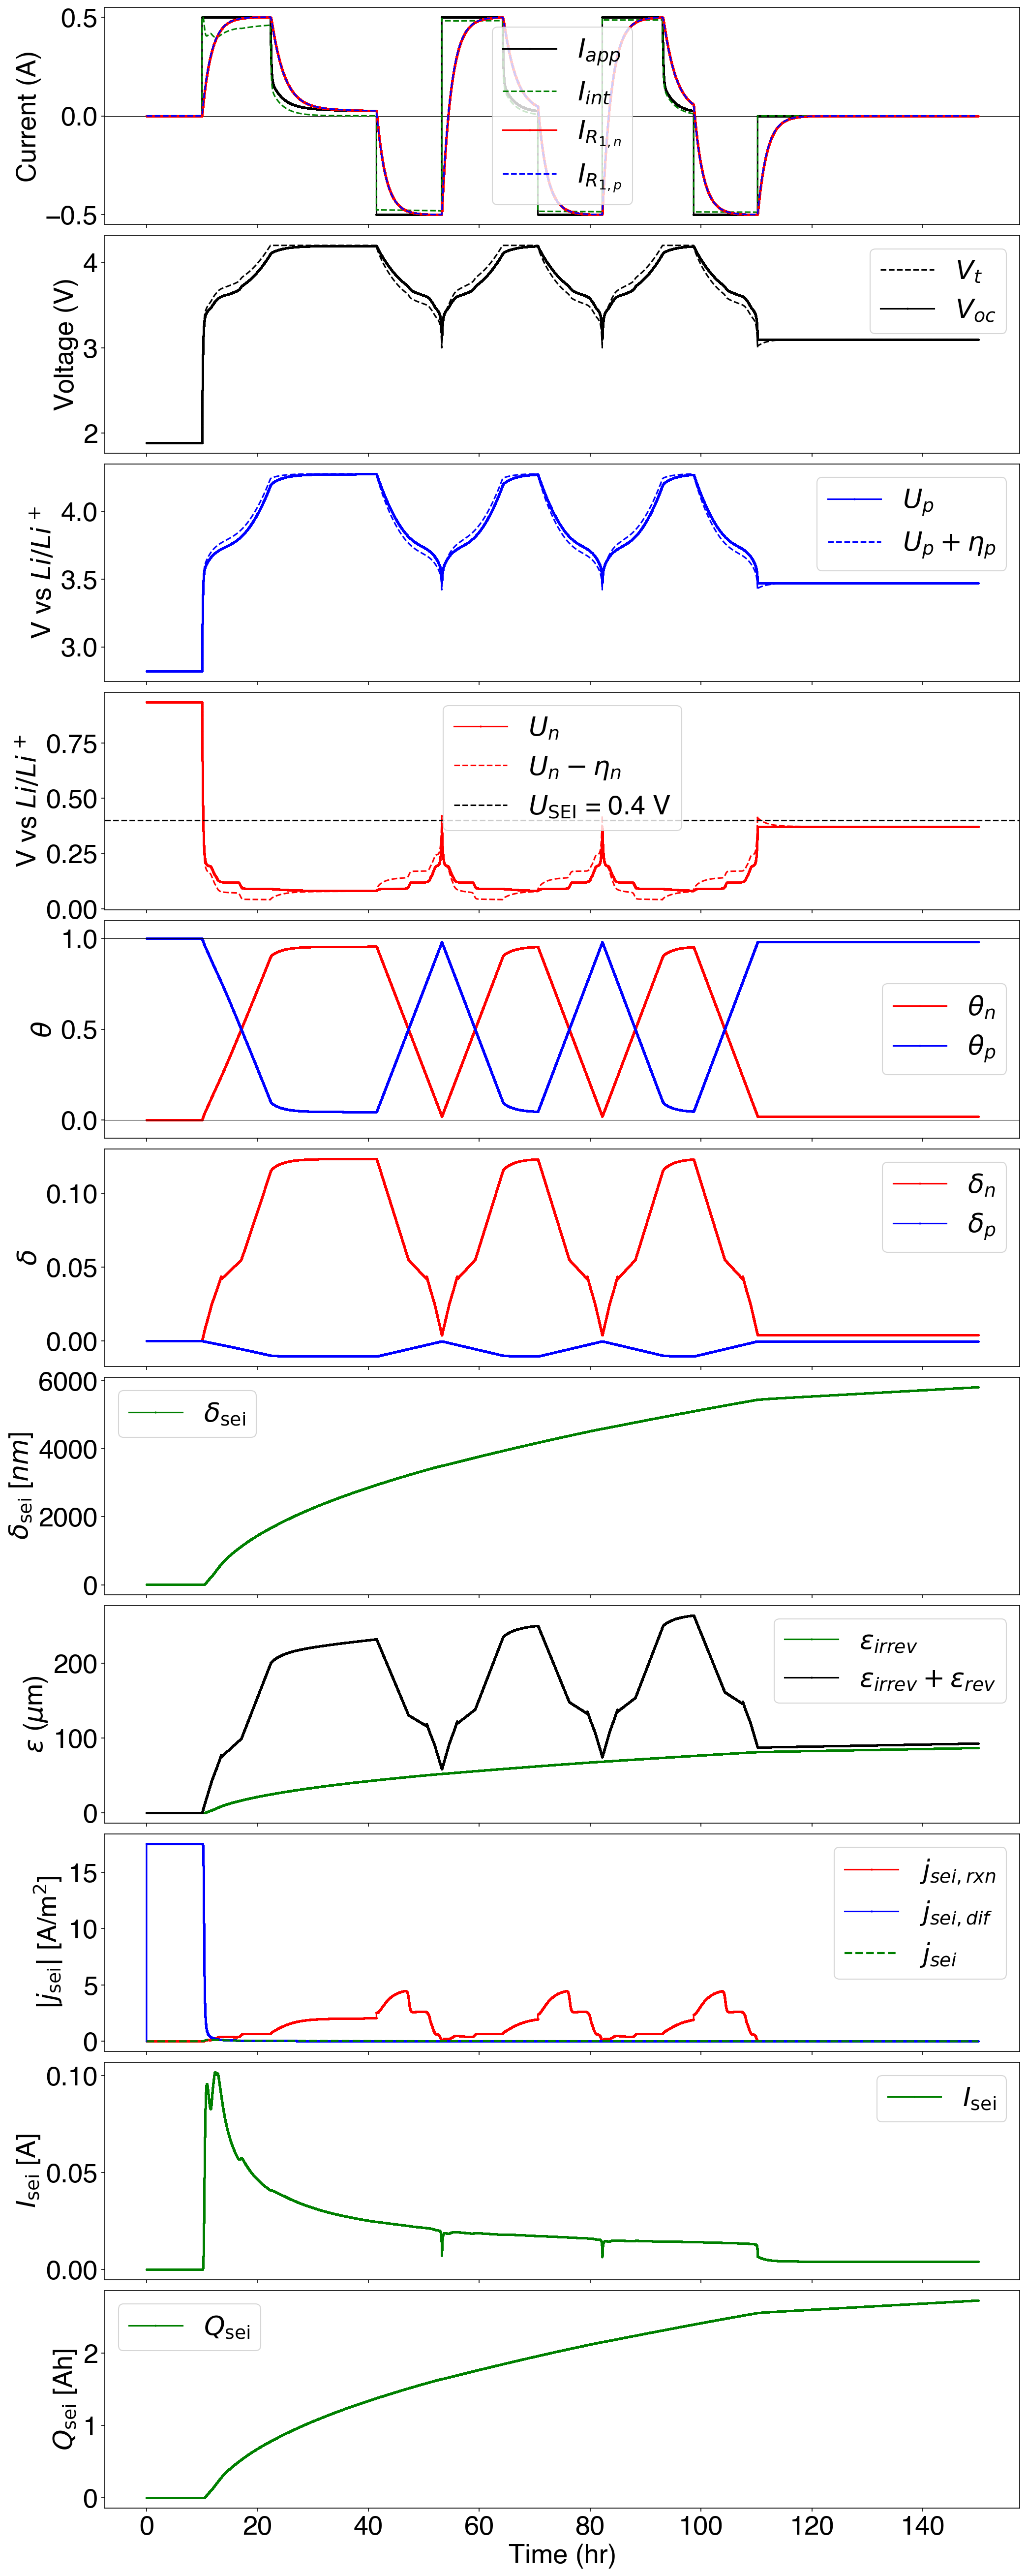 Current (A)
0.5
0.0
−0.5
I_app
I_int
I_R1,n
I_R1,p
Voltage (V)
4
3
2
V_t
V_oc
V vs Li/Li⁺
4.0
3.5
3.0
U_p
U_p + η_p
V vs Li/Li⁺
0.75
0.50
0.25
0.00
U_n
U_n − η_n
U_SEI = 0.4 V
θ
1.0
0.5
0.0
θ_n
θ_p
δ
0.10
0.05
0.00
δ_n
δ_p
δ_sei [nm]
6000
4000
2000
0
δ_sei
ε (μm)
200
100
0
ε_irrev
ε_irrev + ε_rev
|j_sei| [A/m²]
15
10
5
0
j_sei,rxn
j_sei,dif
j_sei
I_sei [A]
0.10
0.05
0.00
I_sei
Q_sei [Ah]
2
1
0
Q_sei
0 20 40 60 80 100 120 140
Time (hr)